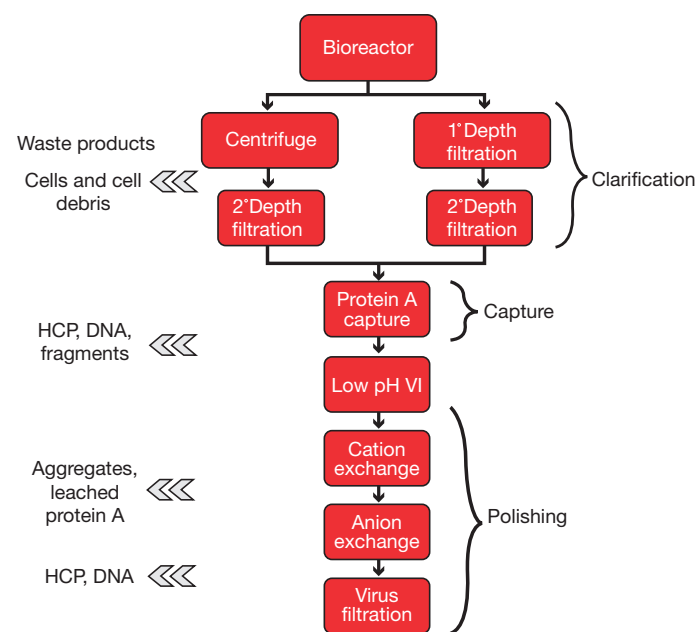 Bioreactor
Waste products
Centrifuge
1°Depth
filtration
Cells and cell
debris
Clarification
2°Depth
filtration
2°Depth
filtration
Protein A
capture
Capture
HCP, DNA,
fragments
Low pH VI
Cation
exchange
Aggregates,
leached
protein A
Polishing
Anion
exchange
HCP, DNA
Virus
filtration